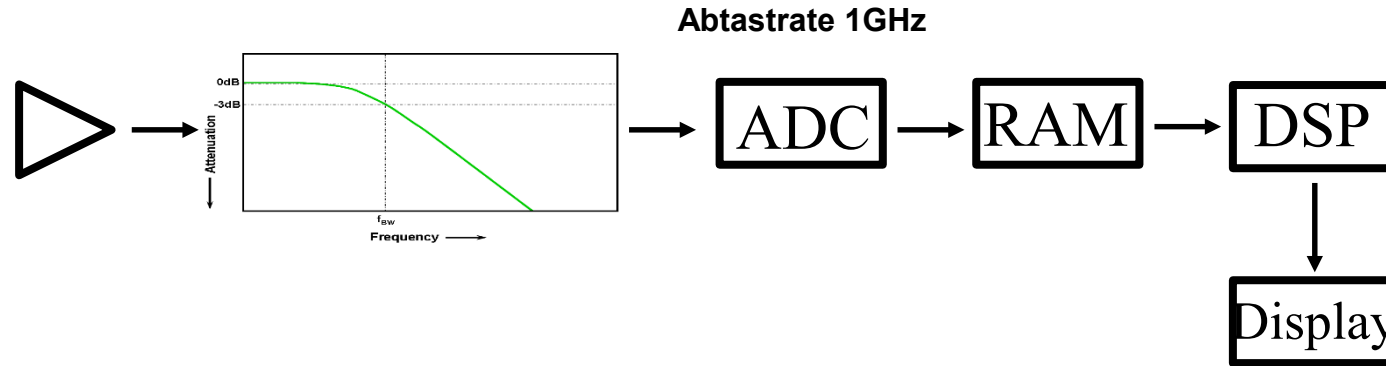 Abtastrate 1GHz
0dB
-3dB
Attenuation
f_BW
Frequency
ADC
RAM
DSP
Display